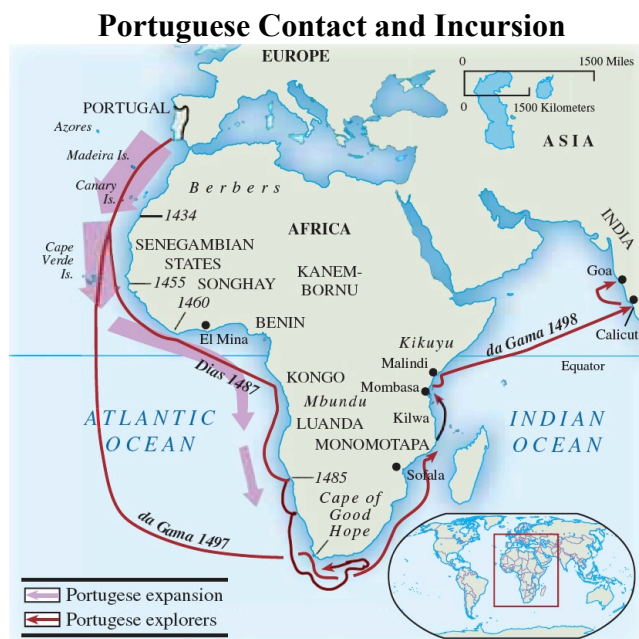 Portuguese Contact and Incursion
EUROPE
0 1500 Miles
0 1500 Kilometers
PORTUGAL
Azores
ASIA
Madeira Is.
Canary
Is.
Berbers
1434
INDIA
AFRICA
SENEGAMBIAN
STATES
Cape
Verde
Is.
Goa
KANEM-
BORNU
1455
SONGHAY
1460
BENIN
El Mina
Calicut
Kikuyu
da Gama 1498
Malindi
Equator
Dias 1487
KONGO
Mombasa
Mbundu
ATLANTIC
OCEAN
LUANDA
Kilwa
INDIAN
OCEAN
MONOMOTAPA
Sofala
1485
Cape of
Good
Hope
da Gama 1497
Portugese expansion
Portugese explorers